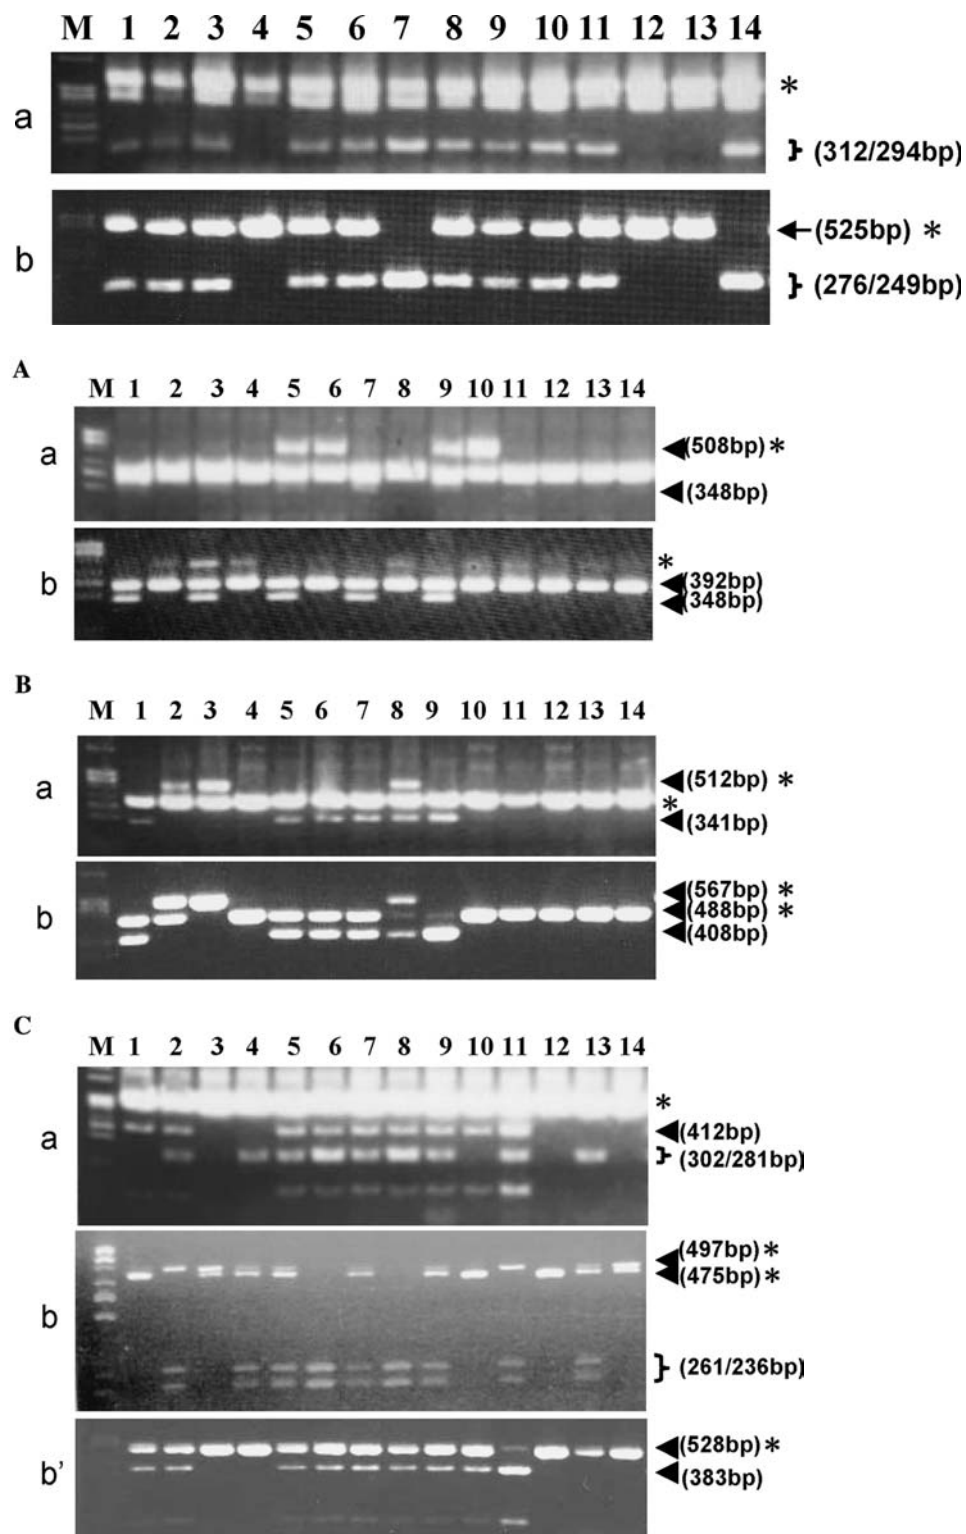 M 1 2 3 4 5 6 7 8 9 10 11 12 13 14
a
*
} (312/294bp)
b
(525bp) *
} (276/249bp)
A
M 1 2 3 4 5 6 7 8 9 10 11 12 13 14
a
(508bp) *
(348bp)
b
*
(392bp)
(348bp)
B
M 1 2 3 4 5 6 7 8 9 10 11 12 13 14
a
(512bp) *
*
(341bp)
b
(567bp) *
(488bp) *
(408bp)
C
M 1 2 3 4 5 6 7 8 9 10 11 12 13 14
a
*
(412bp)
} (302/281bp)
b
(497bp) *
(475bp) *
} (261/236bp)
b'
(528bp) *
(383bp)